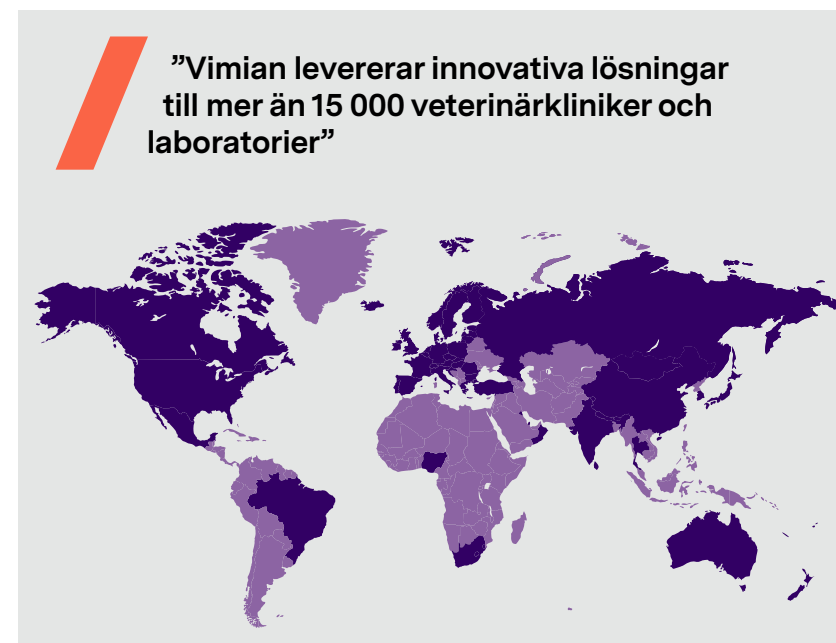 ”Vimian levererar innovativa lösningar
till mer än 15 000 veterinärkliniker och
laboratorier”